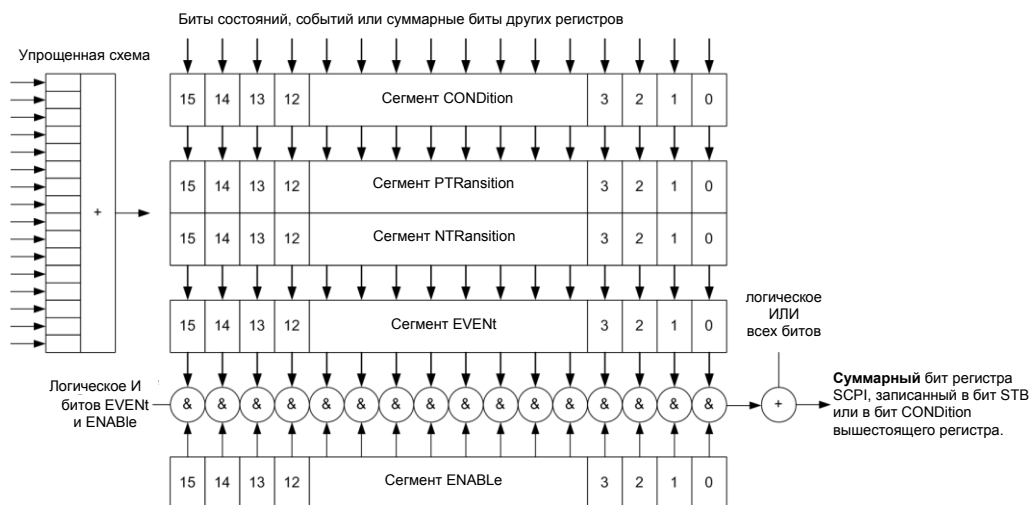 Биты состояний, событий или суммарные биты других регистров
Упрощенная схема
15 14 13 12 Сегмент CONDition 3 2 1 0
15 14 13 12 Сегмент PTRansition 3 2 1 0
+
15 14 13 12 Сегмент NTRansition 3 2 1 0
15 14 13 12 Сегмент EVENt 3 2 1 0
логическое
ИЛИ
всех битов
Логическое И
битов EVENt
и ENABle
& & & & & & & & & & & & & & & & +
Суммарный бит регистра
SCPI, записанный в бит STB
или в бит CONDition
вышестоящего регистра.
15 14 13 12 Сегмент ENABLe 3 2 1 0